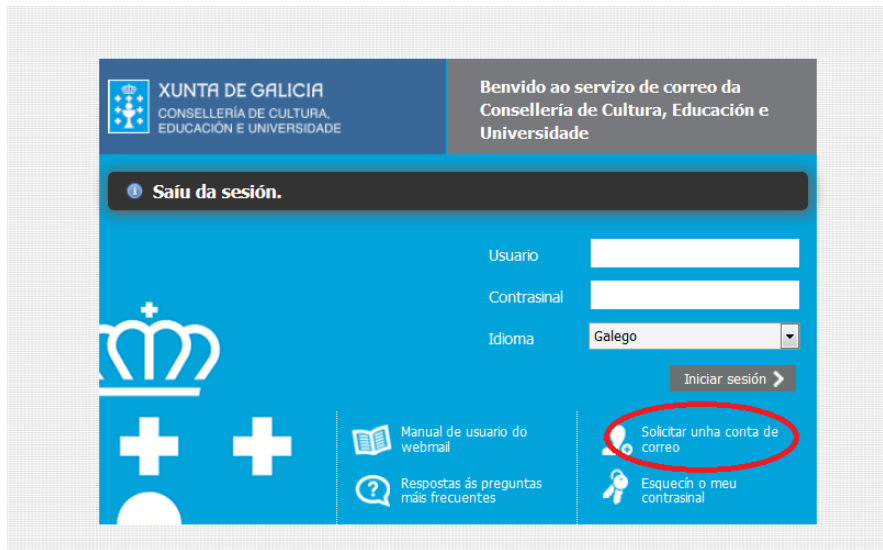 XUNTA DE GALICIA
CONSELLERÍA DE CULTURA,
EDUCACIÓN E UNIVERSIDADE
Benvido ao servizo de correo da
Consellería de Cultura, Educación e
Universidade
Saíu da sesión.
Usuario
Contrasinal
Idioma
Galego
Iniciar sesión
Manual de usuario do
webmail
Solicitar unha conta de
correo
Respostas ás preguntas
máis frecuentes
Esquecín o meu
contrasinal